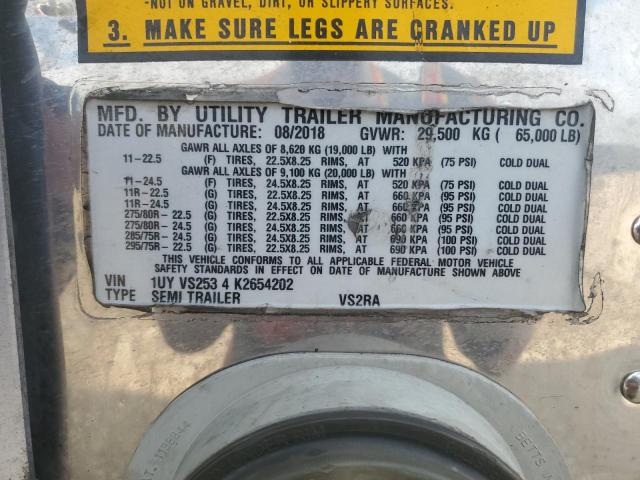 -NOT ON GRAVEL, DIRT, OR SLIPPERY SURFACES.
3. MAKE SURE LEGS ARE CRANKED UP
MFD. BY UTILITY TRAILER MANUFACTURING CO.
DATE OF MANUFACTURE: 08/2018 GVWR: 29,500 KG ( 65,000 LB)
GAWR ALL AXLES OF 8,620 KG (19,000 LB) WITH
11-22.5 (F) TIRES, 22.5X8.25 RIMS, AT 520 KPA (75 PSI) COLD DUAL
GAWR ALL AXLES OF 9,100 KG (20,000 LB) WITH
11-24.5 (F) TIRES, 24.5X8.25 RIMS, AT 520 KPA (75 PSI) COLD DUAL
11R-22.5 (G) TIRES, 22.5X8.25 RIMS, AT 660 KPA (95 PSI) COLD DUAL
11R-24.5 (G) TIRES, 24.5X8.25 RIMS, AT 660 KPA (95 PSI) COLD DUAL
275/80R- 22.5 (G) TIRES, 22.5X8.25 RIMS, AT 660 KPA (95 PSI) COLD DUAL
275/80R- 24.5 (G) TIRES, 24.5X8.25 RIMS, AT 660 KPA (95 PSI) COLD DUAL
285/75R- 24.5 (G) TIRES, 24.5X8.25 RIMS, AT 690 KPA (100 PSI) COLD DUAL
295/75R- 22.5 (G) TIRES, 22.5X8.25 RIMS, AT 690 KPA (100 PSI) COLD DUAL
THIS VEHICLE CONFORMS TO ALL APPLICABLE FEDERAL MOTOR VEHICLE
SAFETY STANDARDS IN EFFECT ON DATE OF MANUFACTURE SHOWN ABOVE
VIN 1UY VS253 4 K2654202
TYPE SEMI TRAILER VS2RA
BETTS